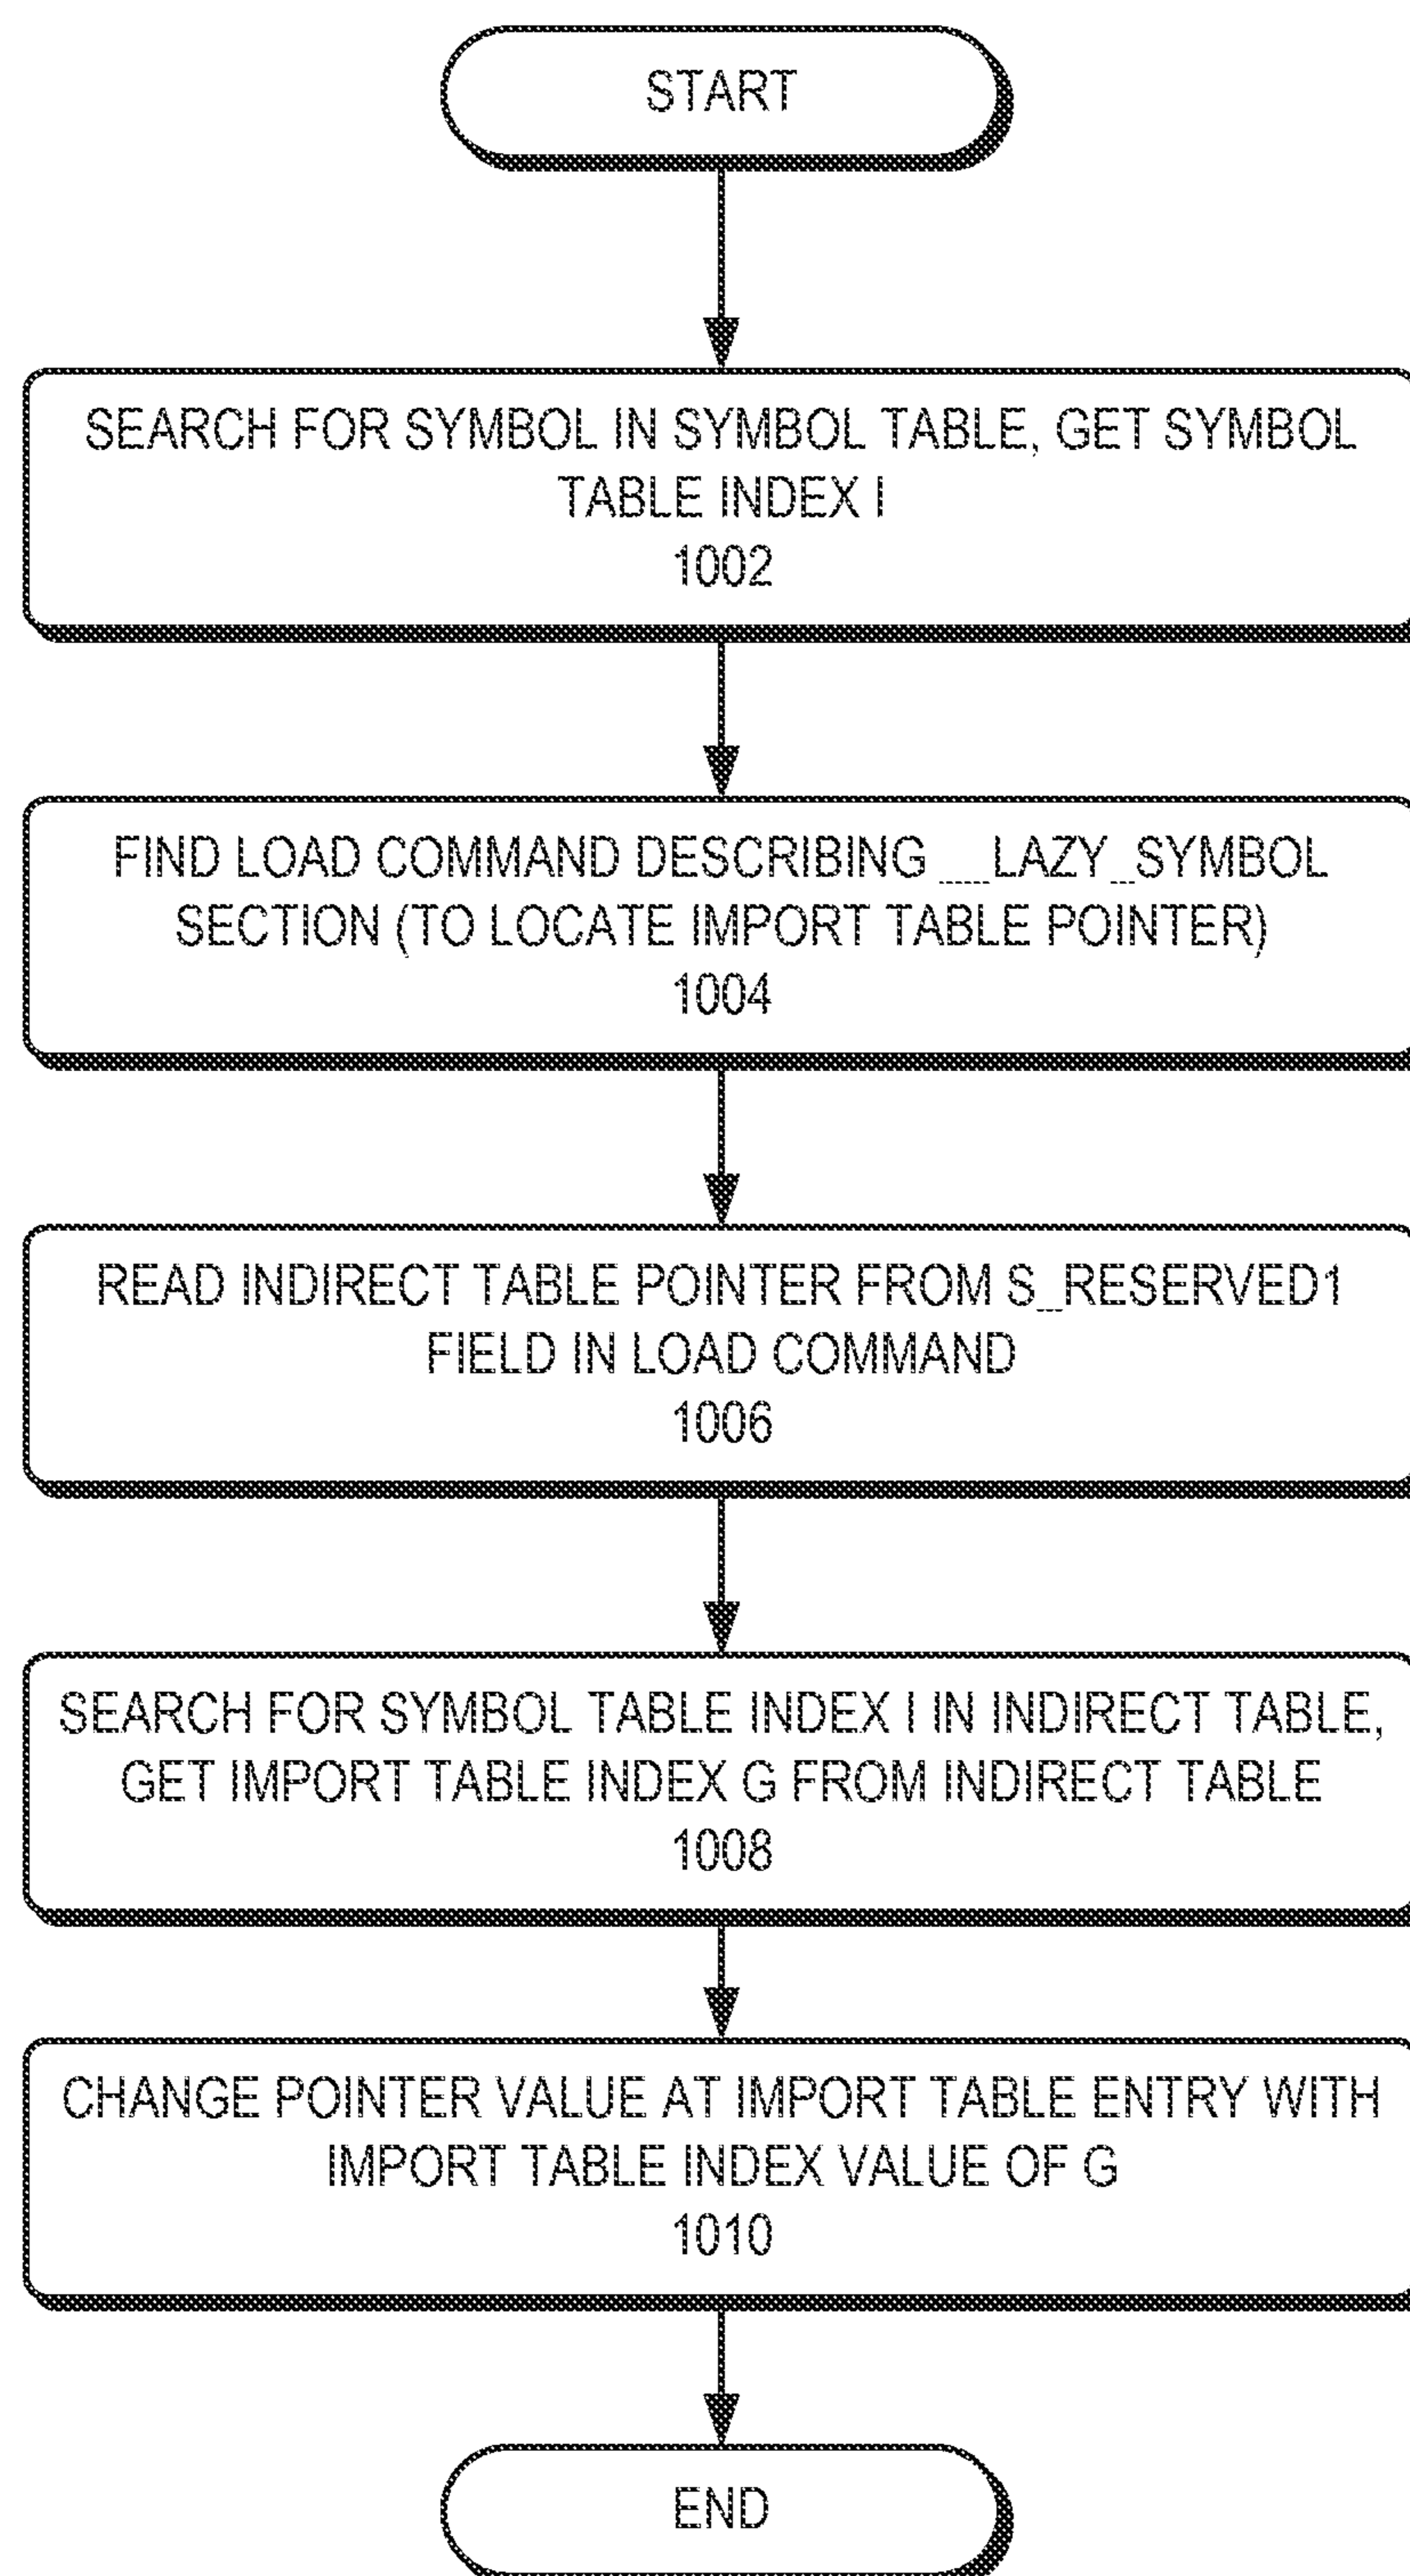 START
SEARCH FOR SYMBOL IN SYMBOL TABLE, GET SYMBOL
TABLE INDEX I
1002
FIND LOAD COMMAND DESCRIBING __LAZY_SYMBOL
SECTION (TO LOCATE IMPORT TABLE POINTER)
1004
READ INDIRECT TABLE POINTER FROM S_RESERVED1
FIELD IN LOAD COMMAND
1006
SEARCH FOR SYMBOL TABLE INDEX I IN INDIRECT TABLE,
GET IMPORT TABLE INDEX G FROM INDIRECT TABLE
1008
CHANGE POINTER VALUE AT IMPORT TABLE ENTRY WITH
IMPORT TABLE INDEX VALUE OF G
1010
END